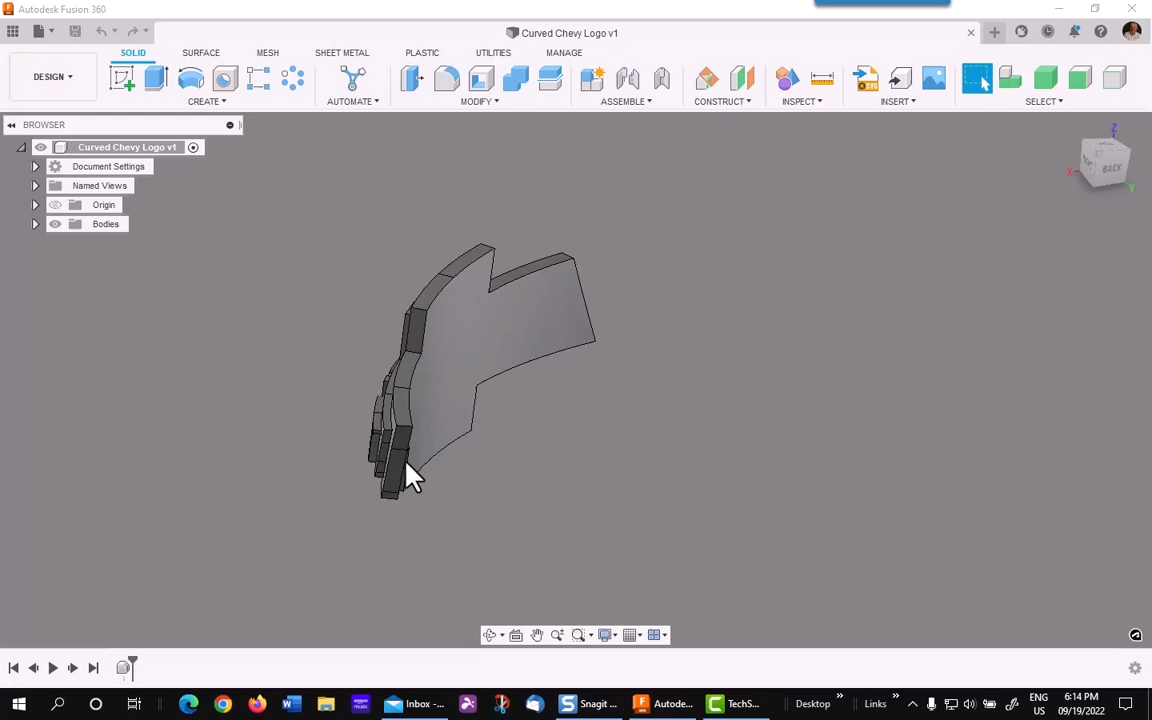 Autodesk Fusion 360
Curved Chevy Logo v1
SOLID SURFACE MESH SHEET METAL PLASTIC UTILITIES MANAGE
DESIGN
CREATE AUTOMATE MODIFY ASSEMBLE CONSTRUCT INSPECT INSERT SELECT
BROWSER
Curved Chevy Logo v1
Document Settings
Named Views
Origin
Bodies
Z
X
BACK
Y
Inbox -... Snagit ... Autode... TechS... Desktop Links ENG US 6:14 PM 09/19/2022